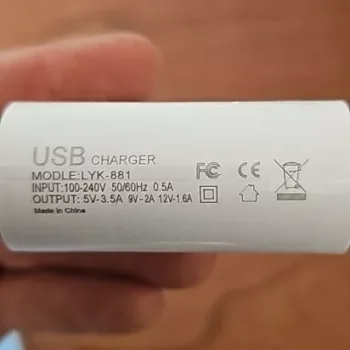 USB CHARGER
MODLE:LYK-881
INPUT:100-240V 50/60Hz 0.5A
OUTPUT: 5V-3.5A 9V-2A 12V-1.6A
Made in China
FC CE